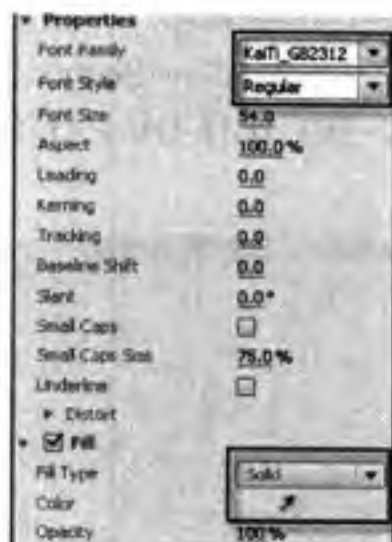 Properties
Font Family KaiTi_GB2312
Font Style Regular
Font Size 54.0
Aspect 100.0 %
Leading 0.0
Kerning 0.0
Tracking 0.0
Baseline Shift 0.0
Slant 0.0 °
Small Caps
Small Caps Size 75.0 %
Underline
Distort
Fill
Fill Type Solid
Color
Opacity 100 %